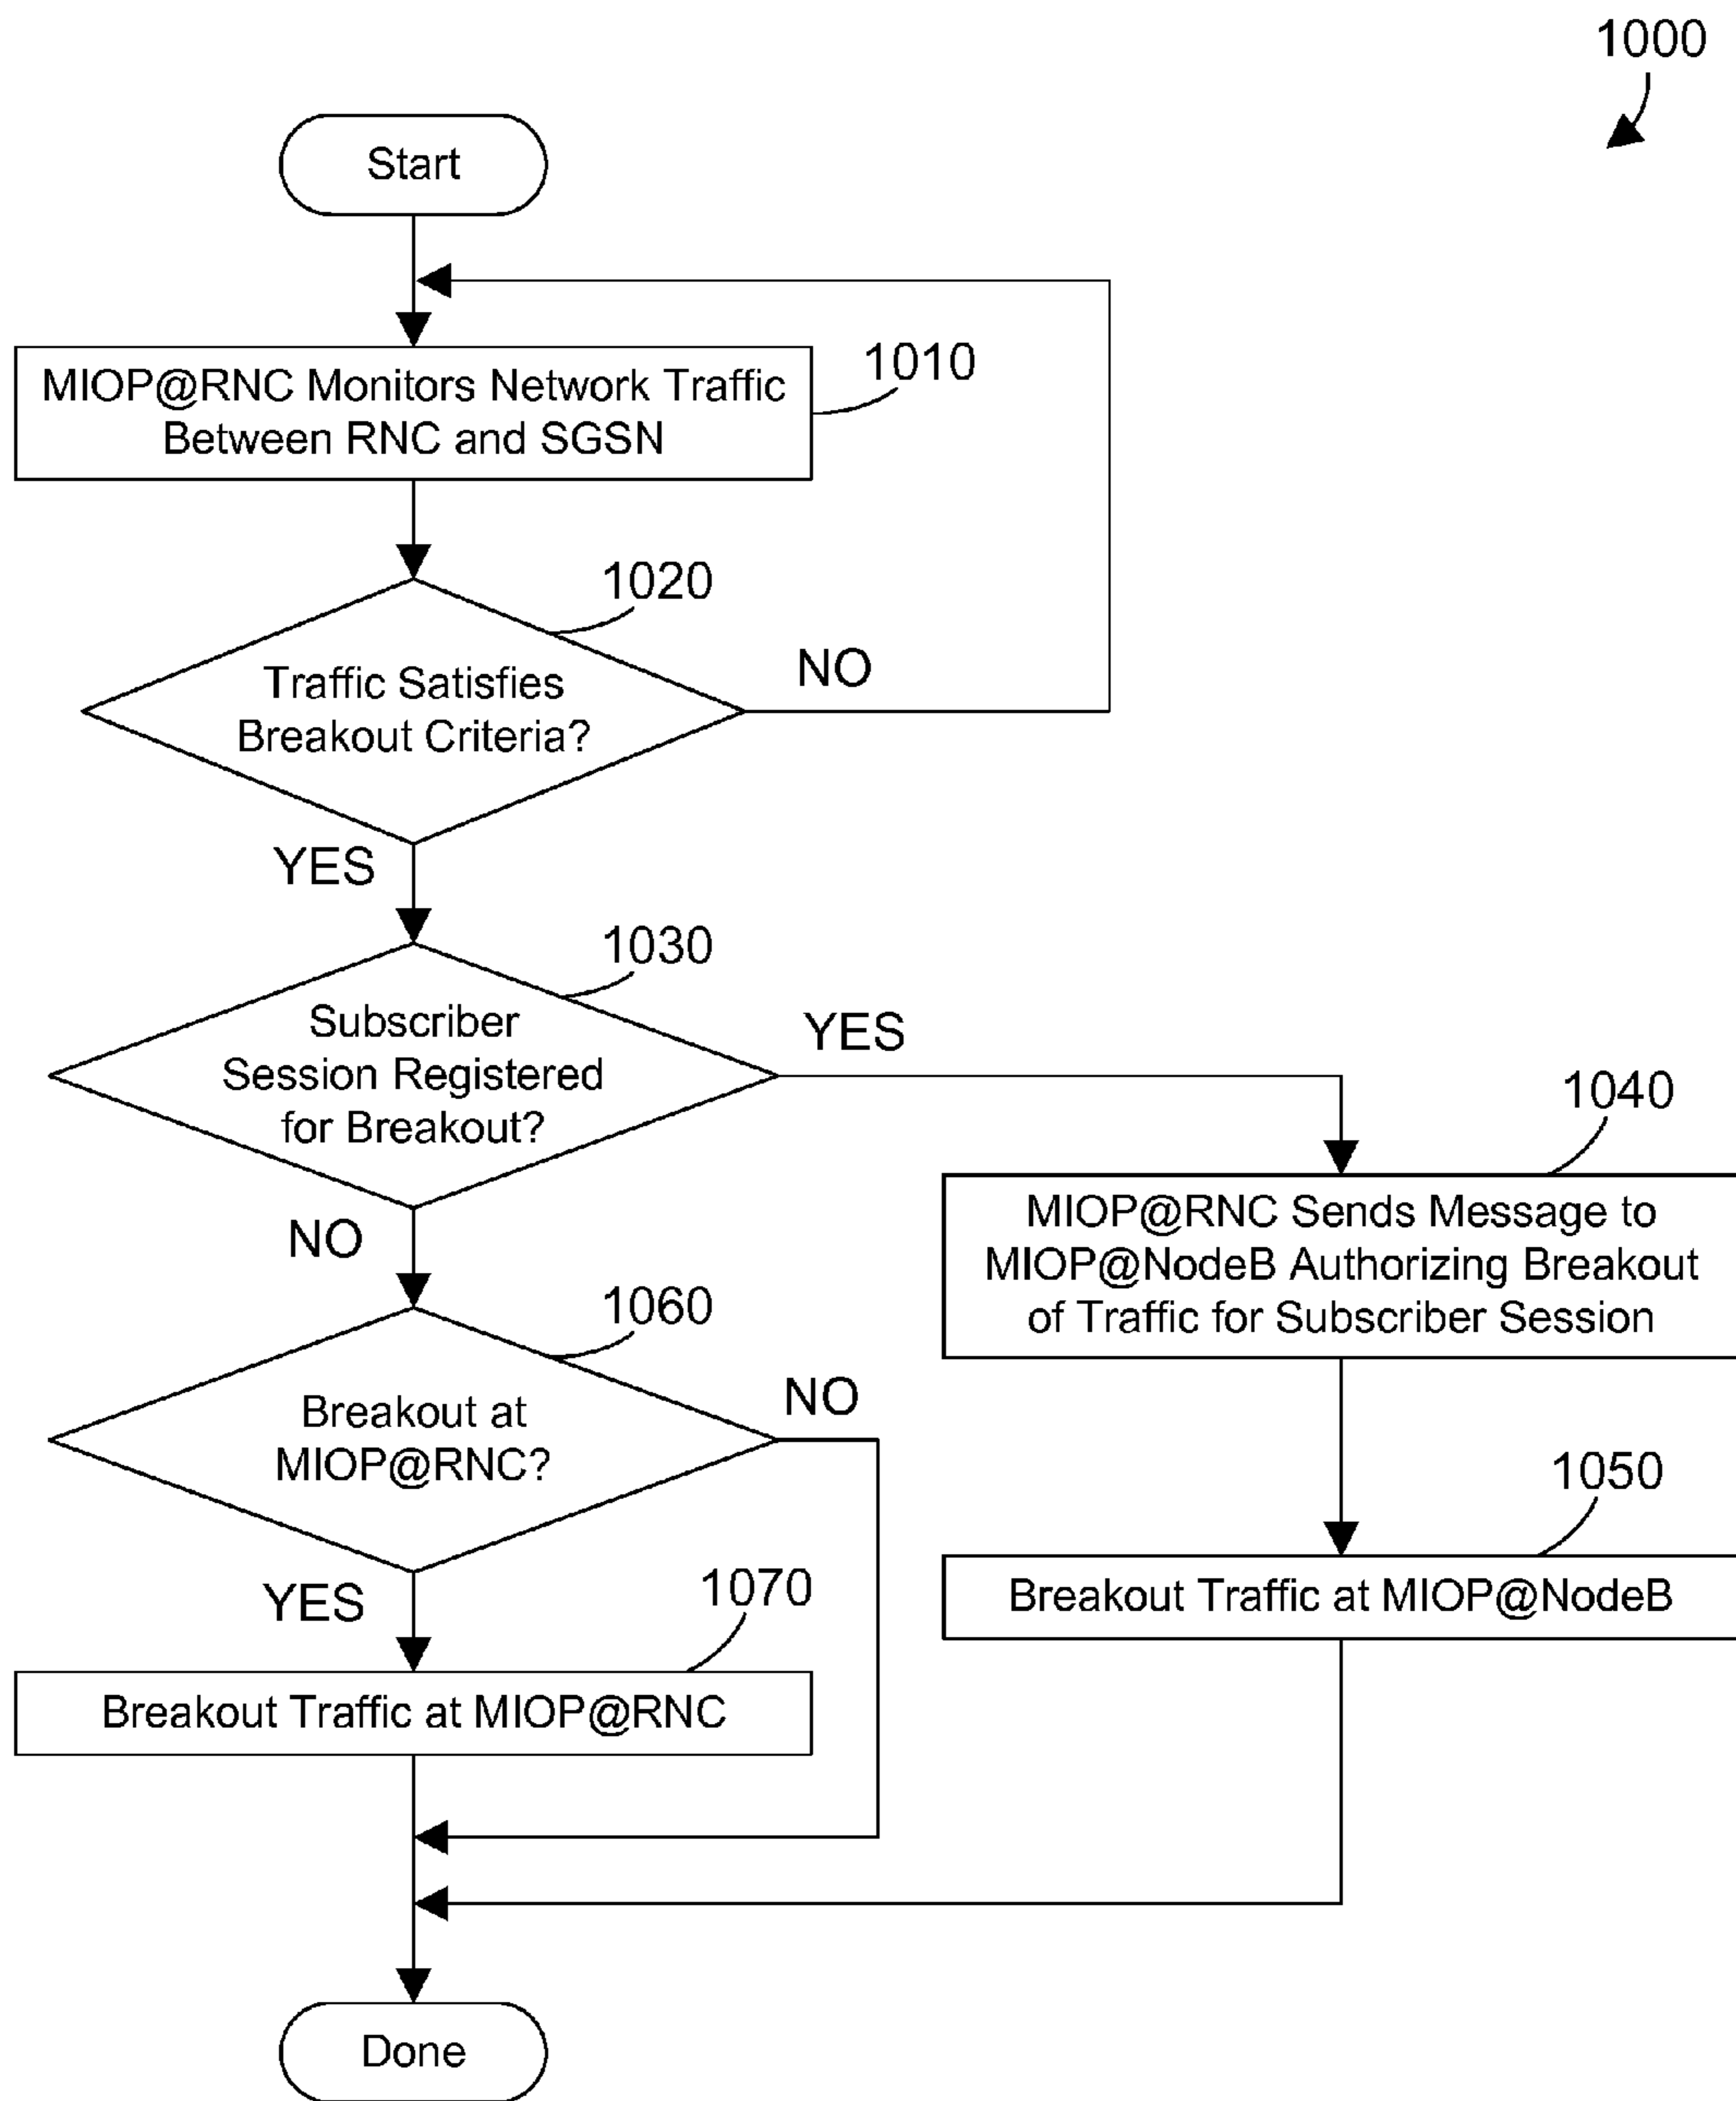 1000
Start
1010
MIOP@RNC Monitors Network Traffic
Between RNC and SGSN
1020
Traffic Satisfies
Breakout Criteria?
NO
YES
1030
Subscriber
Session Registered
for Breakout?
YES
NO
1040
MIOP@RNC Sends Message to
MIOP@NodeB Authorizing Breakout
of Traffic for Subscriber Session
1060
Breakout at
MIOP@RNC?
NO
YES
1050
Breakout Traffic at MIOP@NodeB
1070
Breakout Traffic at MIOP@RNC
Done